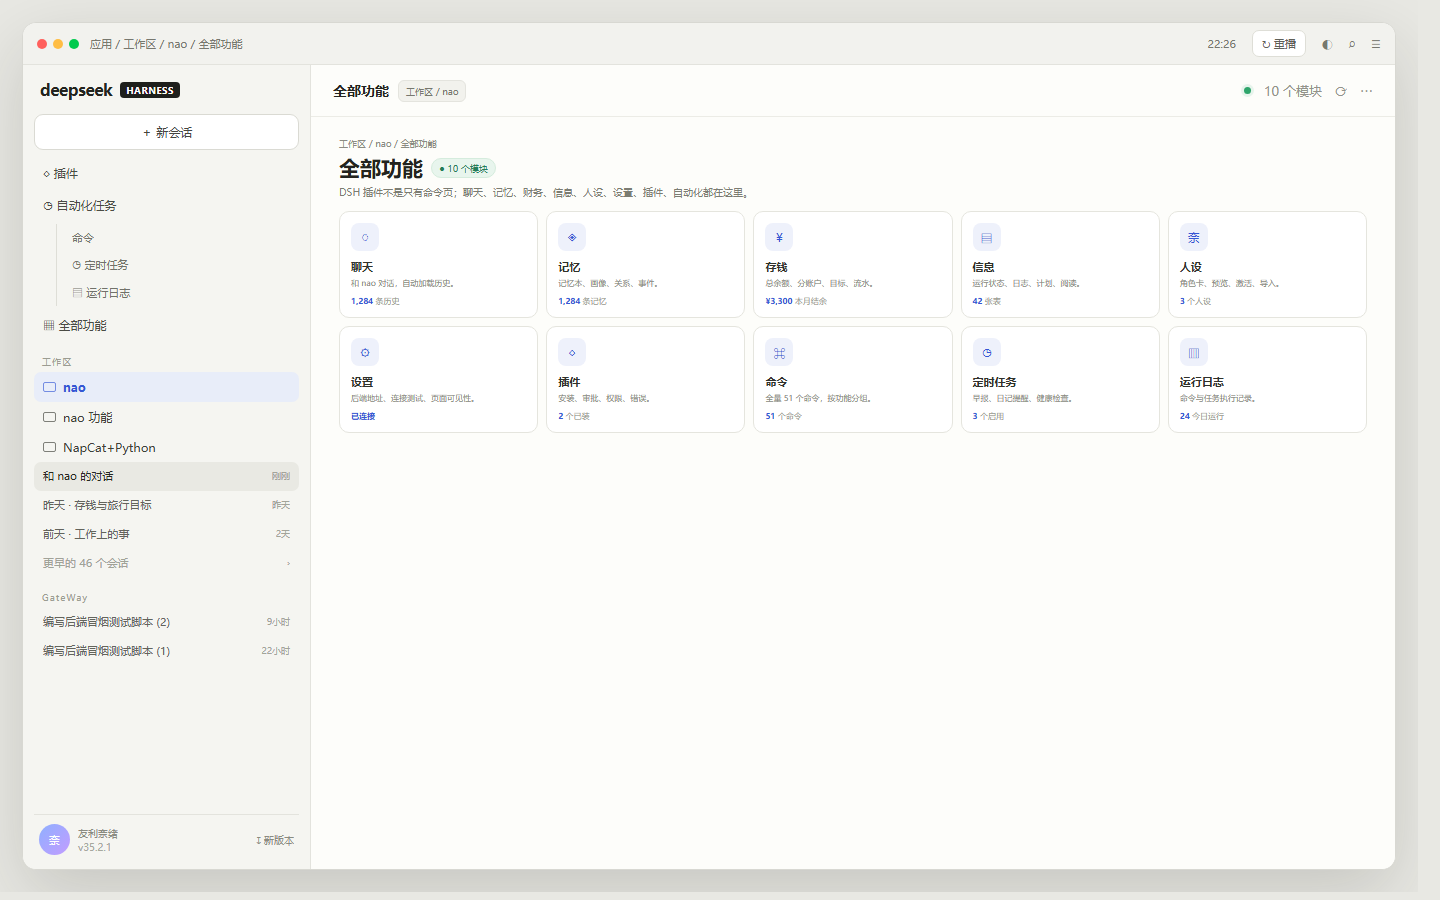 应用 / 工作区 / nao / 全部功能
22:26
↻ 重播
deepseek HARNESS
+ 新会话
插件
自动化任务
命令
定时任务
运行日志
全部功能
工作区
nao
nao 功能
NapCat+Python
和 nao 的对话 刚刚
昨天 · 存钱与旅行目标 昨天
前天 · 工作上的事 2天
更早的 46 个会话 ›
GateWay
编写后端冒烟测试脚本 (2) 9小时
编写后端冒烟测试脚本 (1) 22小时
奈
友利奈绪
v35.2.1
↧ 新版本
全部功能 工作区 / nao
10 个模块
工作区 / nao / 全部功能
全部功能 • 10 个模块
DSH 插件不是只有命令页；聊天、记忆、财务、信息、人设、设置、插件、自动化都在这里。
聊天
和 nao 对话，自动加载历史。
1,284 条历史
记忆
记忆本、画像、关系、事件。
1,284 条记忆
¥
存钱
总余额、分账户、目标、流水。
¥3,300 本月结余
信息
运行状态、日志、计划、阅读。
42 张表
奈
人设
角色卡、预览、激活、导入。
3 个人设
设置
后端地址、连接测试、页面可见性。
已连接
插件
安装、审批、权限、错误。
2 个已装
⌘
命令
全量 51 个命令，按功能分组。
51 个命令
定时任务
早报、日记提醒、健康检查。
3 个启用
运行日志
命令与任务执行记录。
24 今日运行